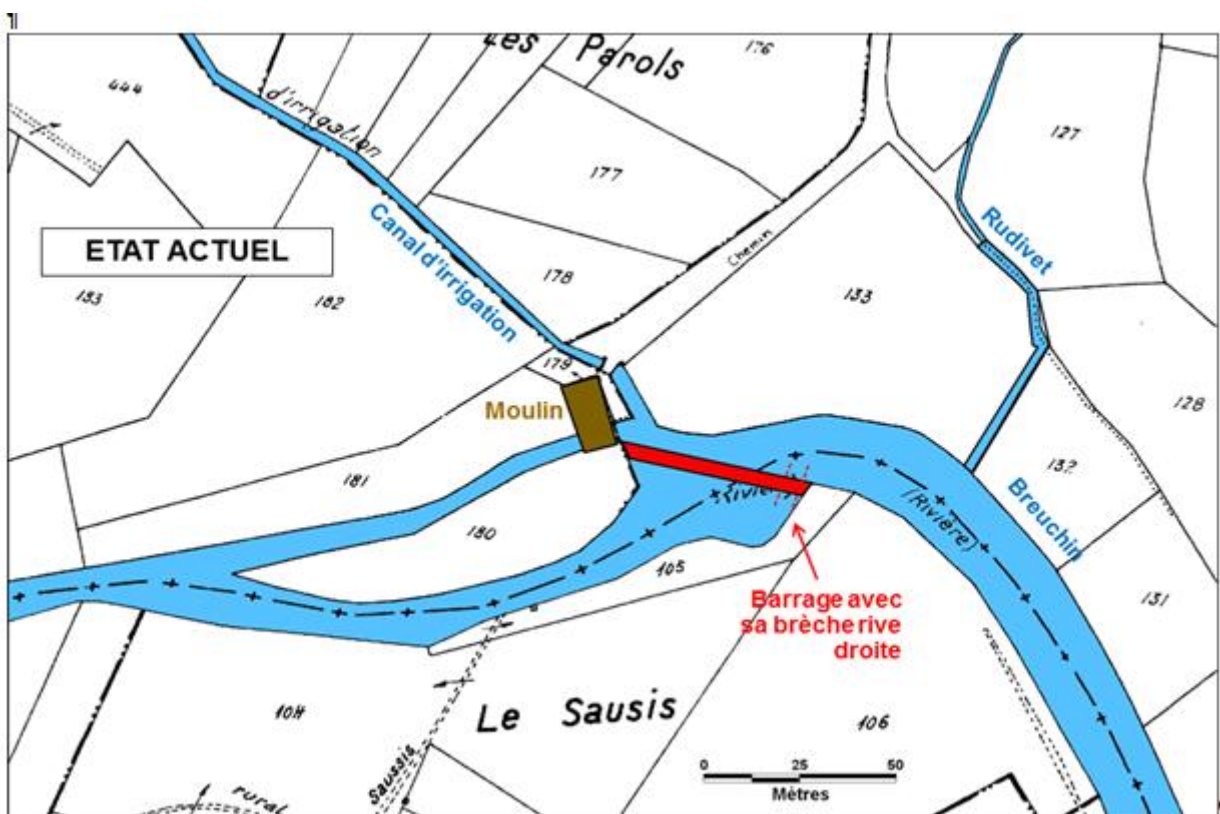 ¶
Les Parols
176
444
d'irrigation
127
177
Canal d'irrigation
Rudivet
ETAT ACTUEL
Chemin
178
183
182
133
179
128
Moulin
132
181
(Rivière)
Breuchin
(Rivière)
180
105
131
Barrage avec
sa brèche rive
droite
Le Sausis
104
106
Saussis
0 25 50
Mètres
rural